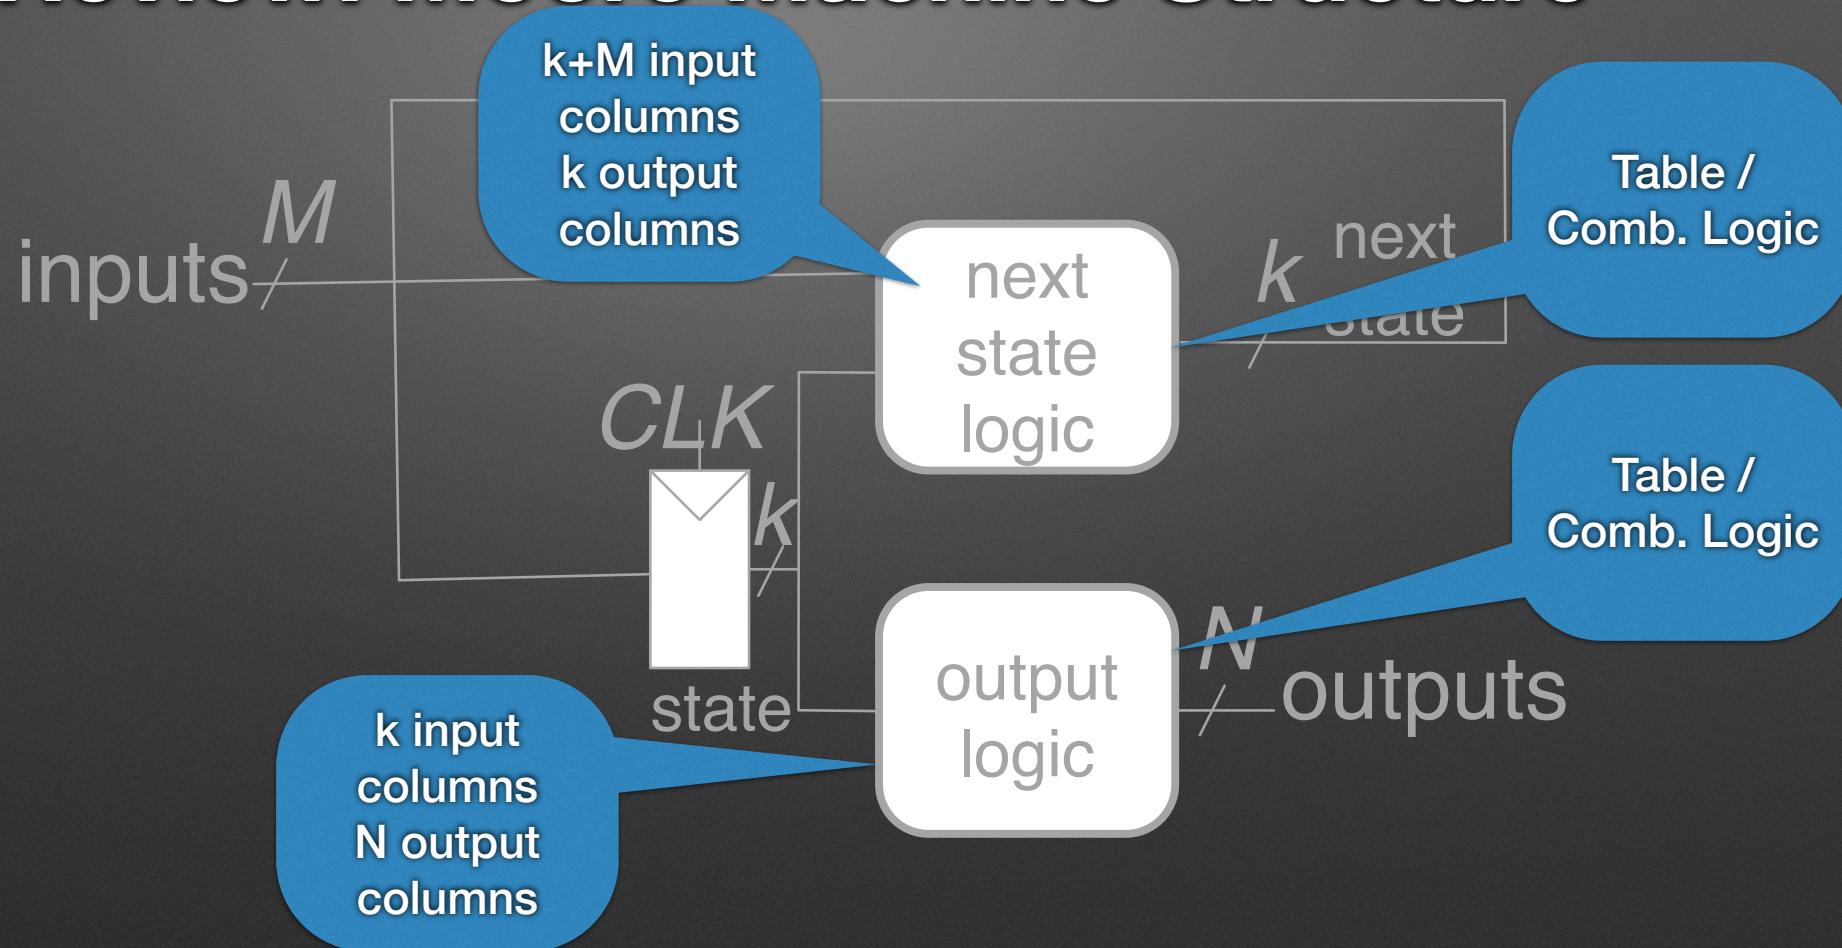 k+M input
columns
k output
columns
Table /
Comb. Logic
M
inputs
next
state
logic
k
next
state
CLK
k
state
Table /
Comb. Logic
output
logic
N
outputs
k input
columns
N output
columns